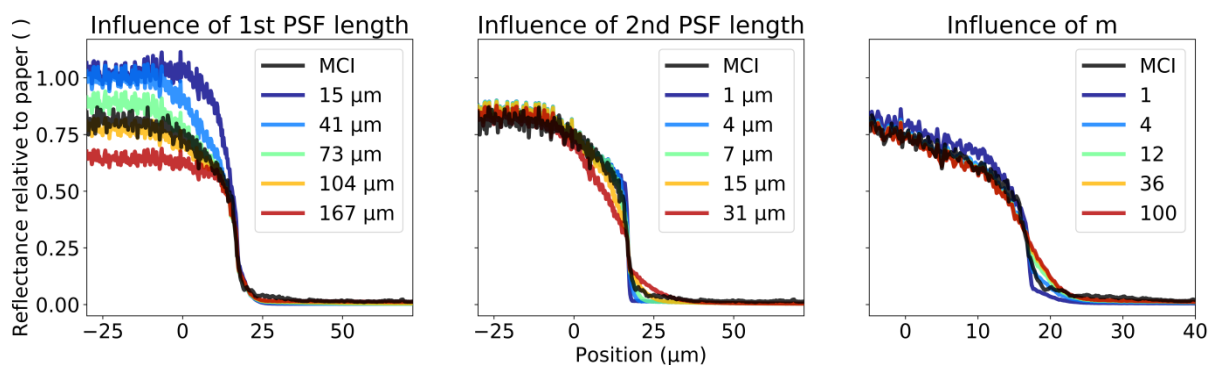 Influence of 1st PSF length
Influence of 2nd PSF length
Influence of m
Reflectance relative to paper ( )
1.00
0.75
0.50
0.25
0.00
MCI
15 μm
41 μm
73 μm
104 μm
167 μm
−25
0
25
50
MCI
1 μm
4 μm
7 μm
15 μm
31 μm
−25
0
25
50
MCI
1
4
12
36
100
0
10
20
30
40
Position (μm)